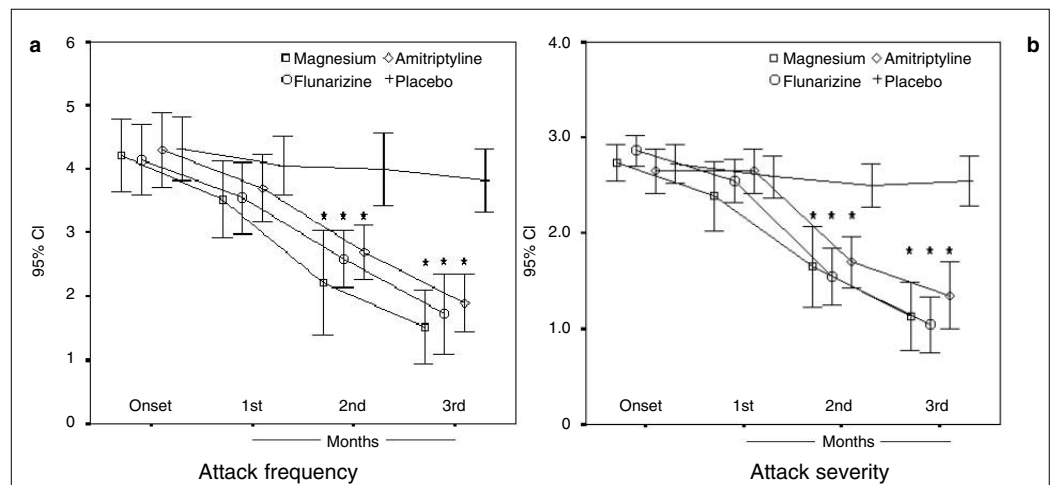 a
6
5
4
3
2
1
0
95% CI
Magnesium Amitriptyline
Flunarizine Placebo
* * *
* * *
Onset 1st 2nd 3rd
Months
Attack frequency
b
4.0
3.0
2.0
1.0
0.0
95% CI
Magnesium Amitriptyline
Flunarizine Placebo
* * *
* * *
Onset 1st 2nd 3rd
Months
Attack severity